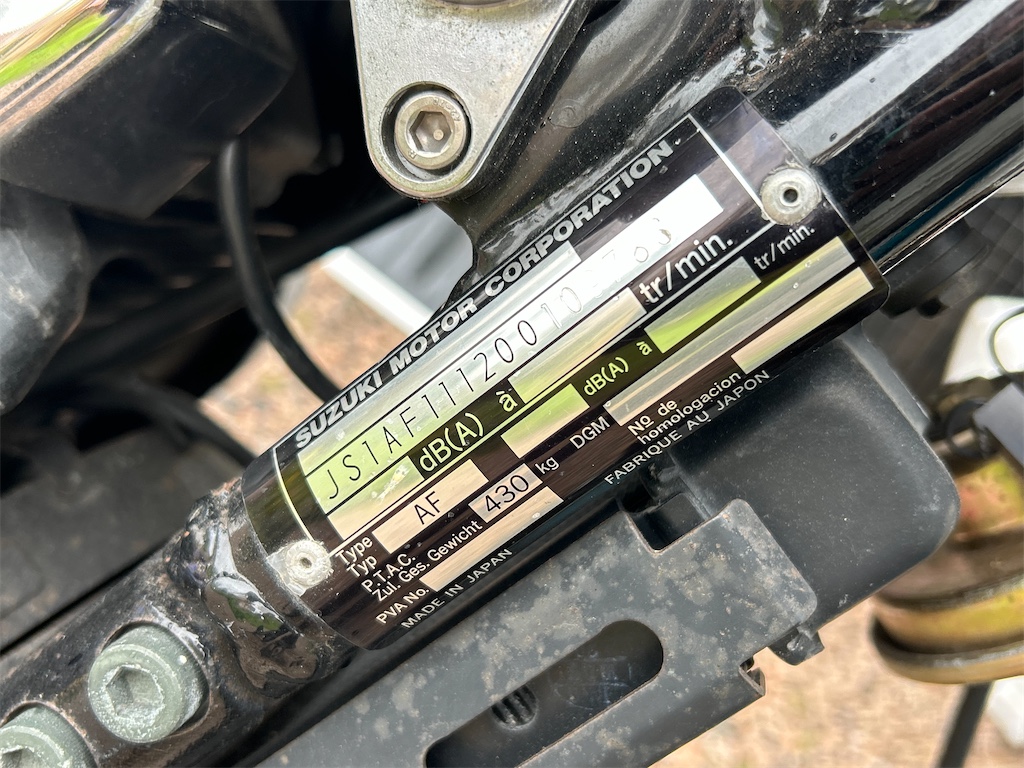 SUZUKI MOTOR CORPORATION
JS1AF11120010
dB(A) à tr/min.
dB(A) à tr/min.
Type
Typ AF
P.T.A.C.
Zul. Ges. Gewicht 430 kg DGM
PVA No. No de
homologacion
MADE IN JAPAN FABRIQUE AU JAPON